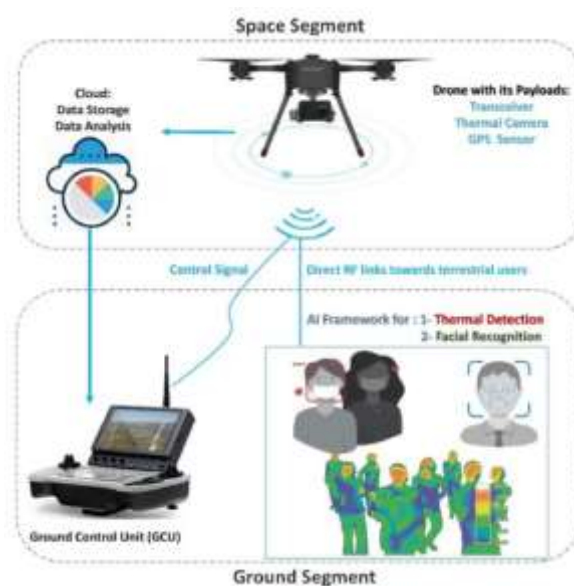 Space Segment
Cloud:
Data Storage
Data Analysis
Drone with its Payloads:
Transceiver
Thermal Camera
GPS Sensor
Control Signal
Direct RF links towards terrestrial users
AI Framework for : 1- Thermal Detection
2- Facial Recognition
Ground Control Unit (GCU)
Ground Segment